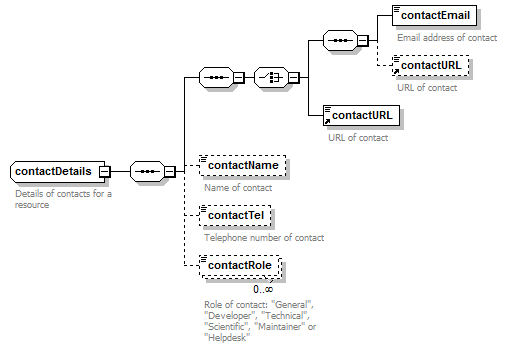 contactEmail
Email address of contact
contactURL
URL of contact
contactURL
URL of contact
contactDetails
Details of contacts for a
resource
contactName
Name of contact
contactTel
Telephone number of contact
contactRole
0..∞
Role of contact: "General",
"Developer", "Technical",
"Scientific", "Maintainer" or
"Helpdesk"